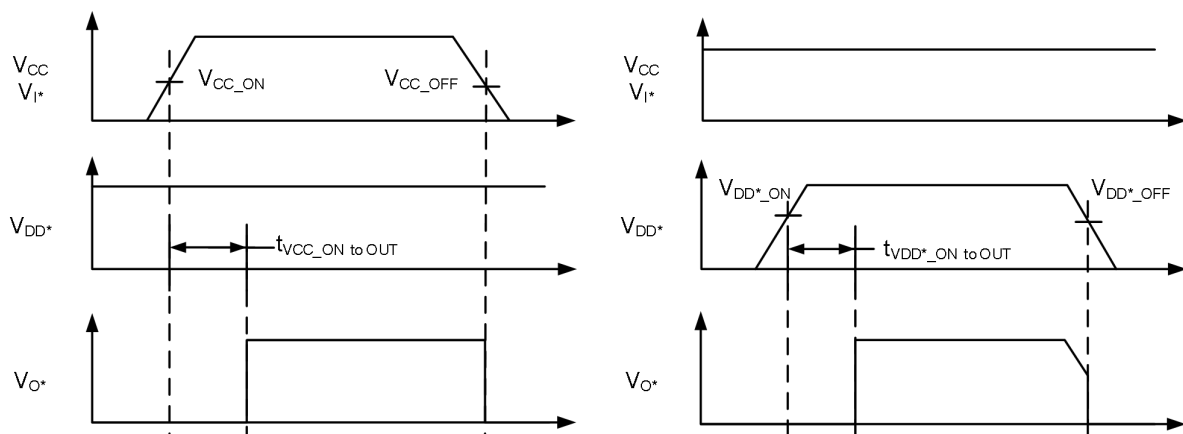 VCC
VI*
VCC_ON
VCC_OFF
VDD*
tVCC_ON to OUT
VO*
VCC
VI*
VDD*_ON
VDD*_OFF
VDD*
tVDD*_ON to OUT
VO*